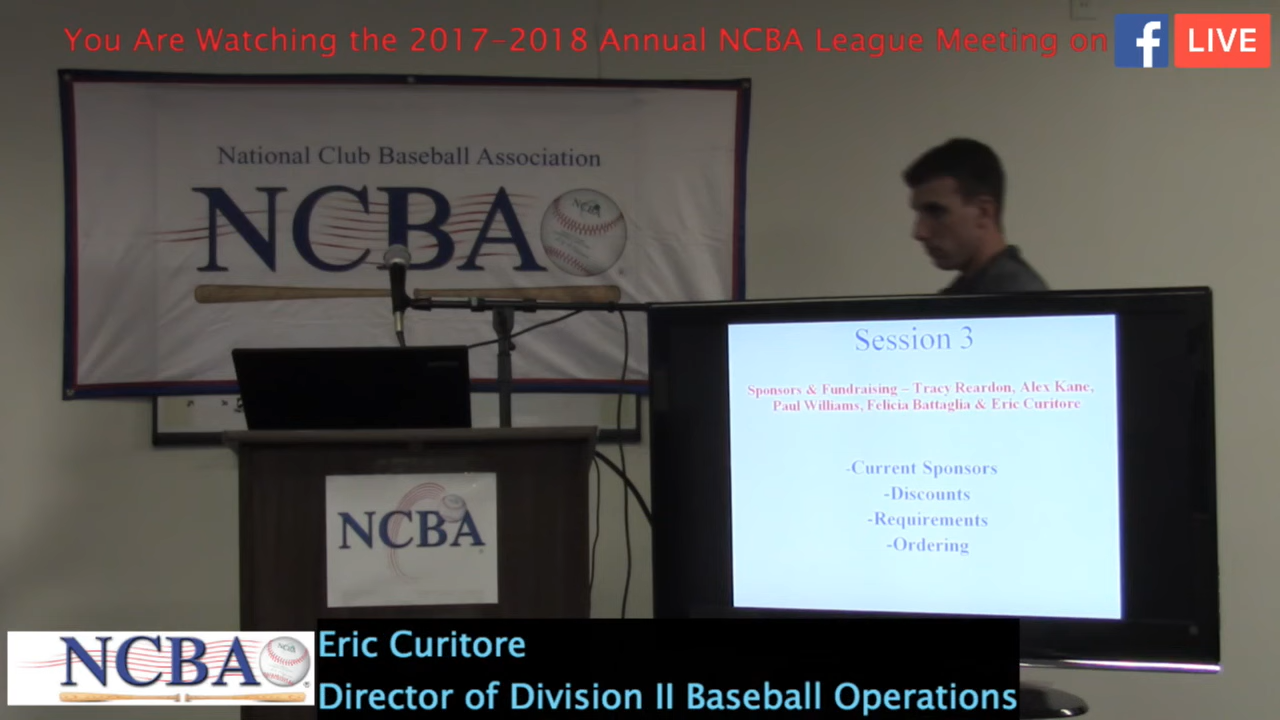 You Are Watching the 2017-2018 Annual NCBA League Meeting on f LIVE
National Club Baseball Association
NCBA
Session 3
Sponsors & Fundraising – Tracy Reardon, Alex Kane,
Paul Williams, Felicia Battaglia & Eric Curitore
-Current Sponsors
-Discounts
-Requirements
-Ordering
NCBA
NCBA
Eric Curitore
Director of Division II Baseball Operations